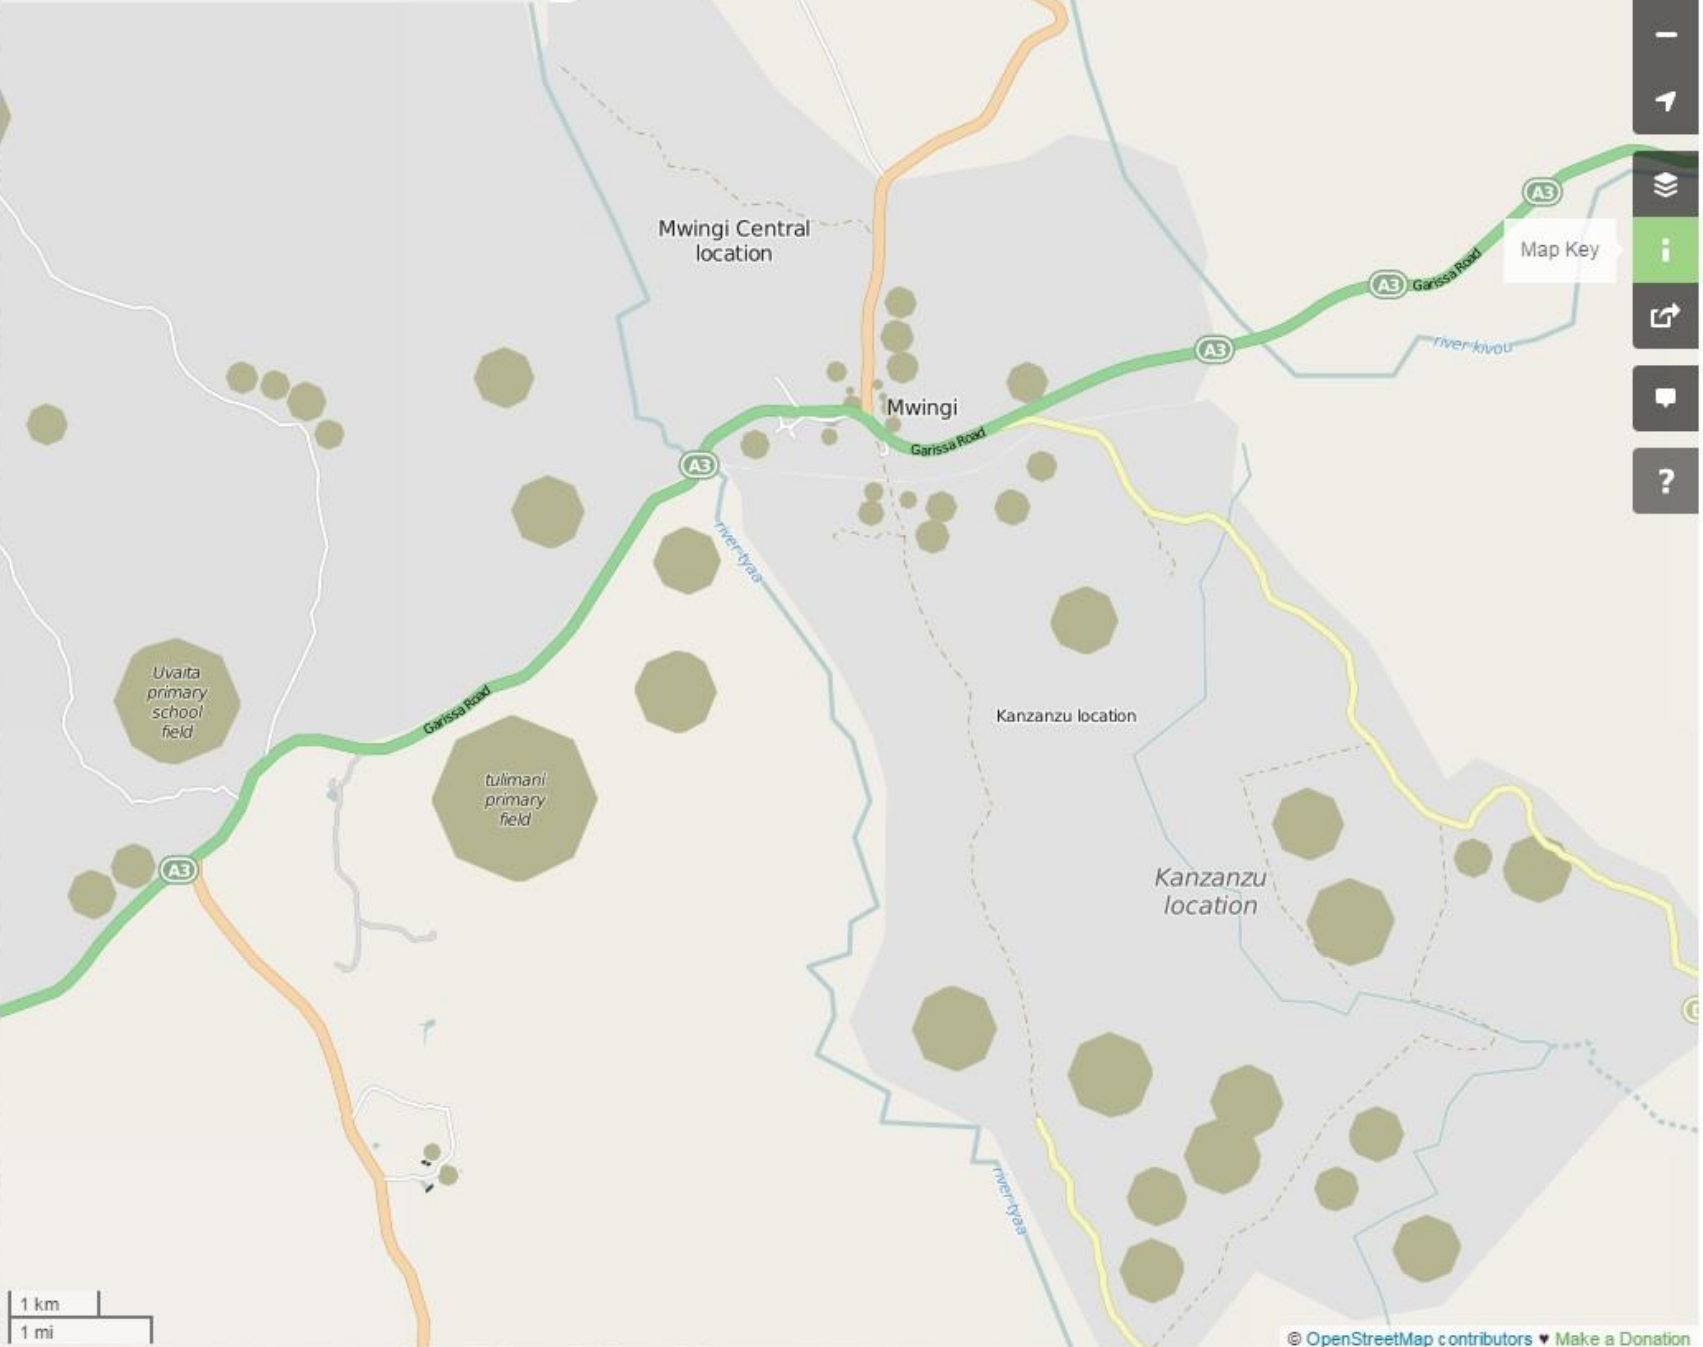 A3
Mwingi Central
location
Map Key
A3
Garissa Road
A3
river kivou
Mwingi
Garissa Road
A3
river tyaa
Uvaita
primary
school
field
Garissa Road
Kanzanzu location
tulimani
primary
field
A3
Kanzanzu
location
river tyaa
1 km
1 mi
?
© OpenStreetMap contributors ♥ Make a Donation